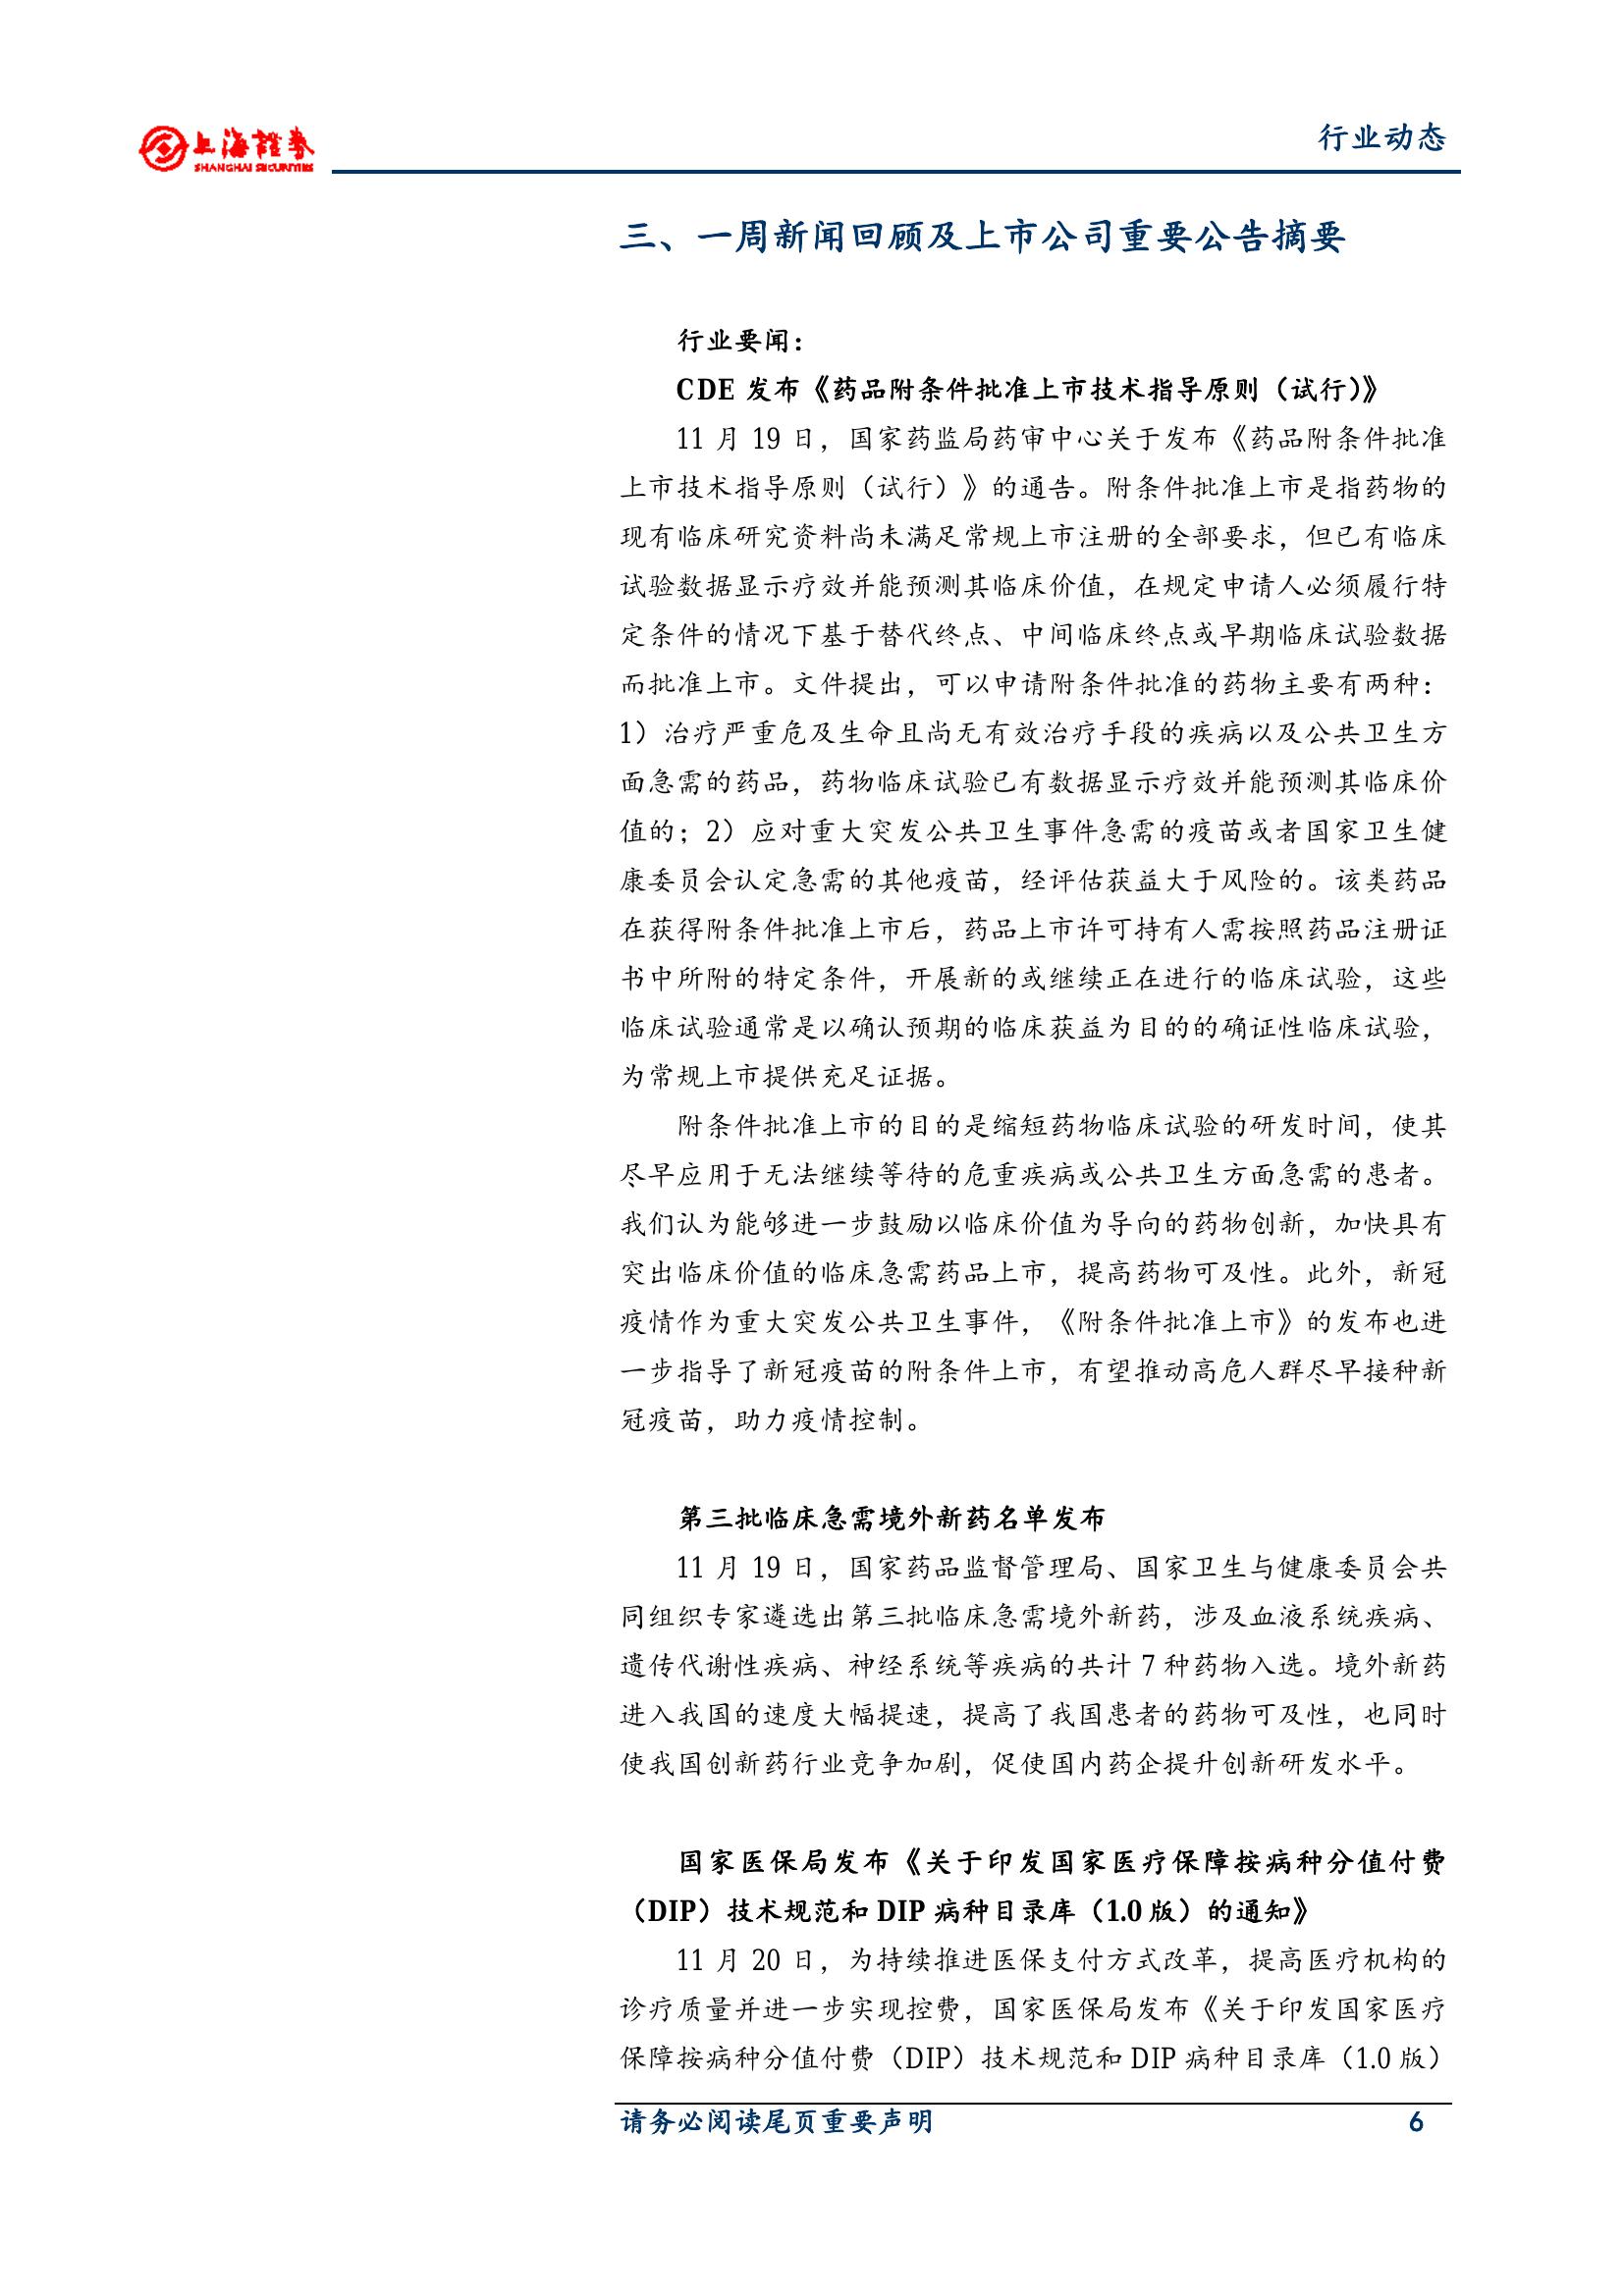 上海證券
SHANGHAI SECURITIES
行业动态
三、一周新闻回顾及上市公司重要公告摘要
行业要闻：
CDE 发布《药品附条件批准上市技术指导原则（试行）》
11 月 19 日，国家药监局药审中心关于发布《药品附条件批准
上市技术指导原则（试行）》的通告。附条件批准上市是指药物的
现有临床研究资料尚未满足常规上市注册的全部要求，但已有临床
试验数据显示疗效并能预测其临床价值，在规定申请人必须履行特
定条件的情况下基于替代终点、中间临床终点或早期临床试验数据
而批准上市。文件提出，可以申请附条件批准的药物主要有两种：
1）治疗严重危及生命且尚无有效治疗手段的疾病以及公共卫生方
面急需的药品，药物临床试验已有数据显示疗效并能预测其临床价
值的；2）应对重大突发公共卫生事件急需的疫苗或者国家卫生健
康委员会认定急需的其他疫苗，经评估获益大于风险的。该类药品
在获得附条件批准上市后，药品上市许可持有人需按照药品注册证
书中所附的特定条件，开展新的或继续正在进行的临床试验，这些
临床试验通常是以确认预期的临床获益为目的的确证性临床试验，
为常规上市提供充足证据。
附条件批准上市的目的是缩短药物临床试验的研发时间，使其
尽早应用于无法继续等待的危重疾病或公共卫生方面急需的患者。
我们认为能够进一步鼓励以临床价值为导向的药物创新，加快具有
突出临床价值的临床急需药品上市，提高药物可及性。此外，新冠
疫情作为重大突发公共卫生事件，《附条件批准上市》的发布也进
一步指导了新冠疫苗的附条件上市，有望推动高危人群尽早接种新
冠疫苗，助力疫情控制。
第三批临床急需境外新药名单发布
11 月 19 日，国家药品监督管理局、国家卫生与健康委员会共
同组织专家遴选出第三批临床急需境外新药，涉及血液系统疾病、
遗传代谢性疾病、神经系统等疾病的共计 7 种药物入选。境外新药
进入我国的速度大幅提速，提高了我国患者的药物可及性，也同时
使我国创新药行业竞争加剧，促使国内药企提升创新研发水平。
国家医保局发布《关于印发国家医疗保障按病种分值付费
（DIP）技术规范和 DIP 病种目录库（1.0 版）的通知》
11 月 20 日，为持续推进医保支付方式改革，提高医疗机构的
诊疗质量并进一步实现控费，国家医保局发布《关于印发国家医疗
保障按病种分值付费（DIP）技术规范和 DIP 病种目录库（1.0 版）
请务必阅读尾页重要声明 6